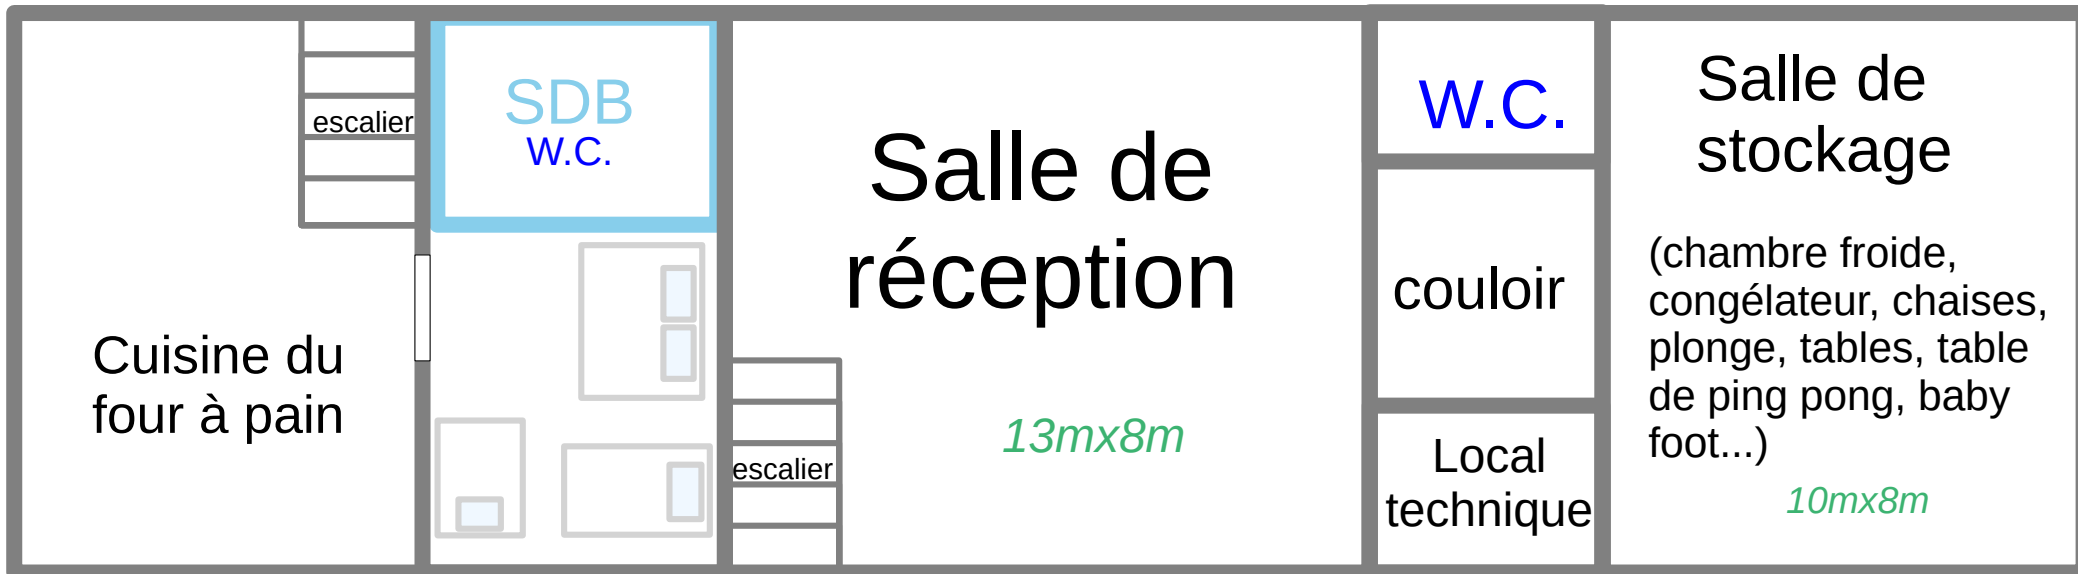 escalier
Cuisine du
four à pain
SDB
W.C.
Salle de
réception
13mx8m
escalier
W.C.
couloir
Local
technique
Salle de
stockage
(chambre froide,
congélateur, chaises,
plonge, tables, table
de ping pong, baby
foot...)
10mx8m